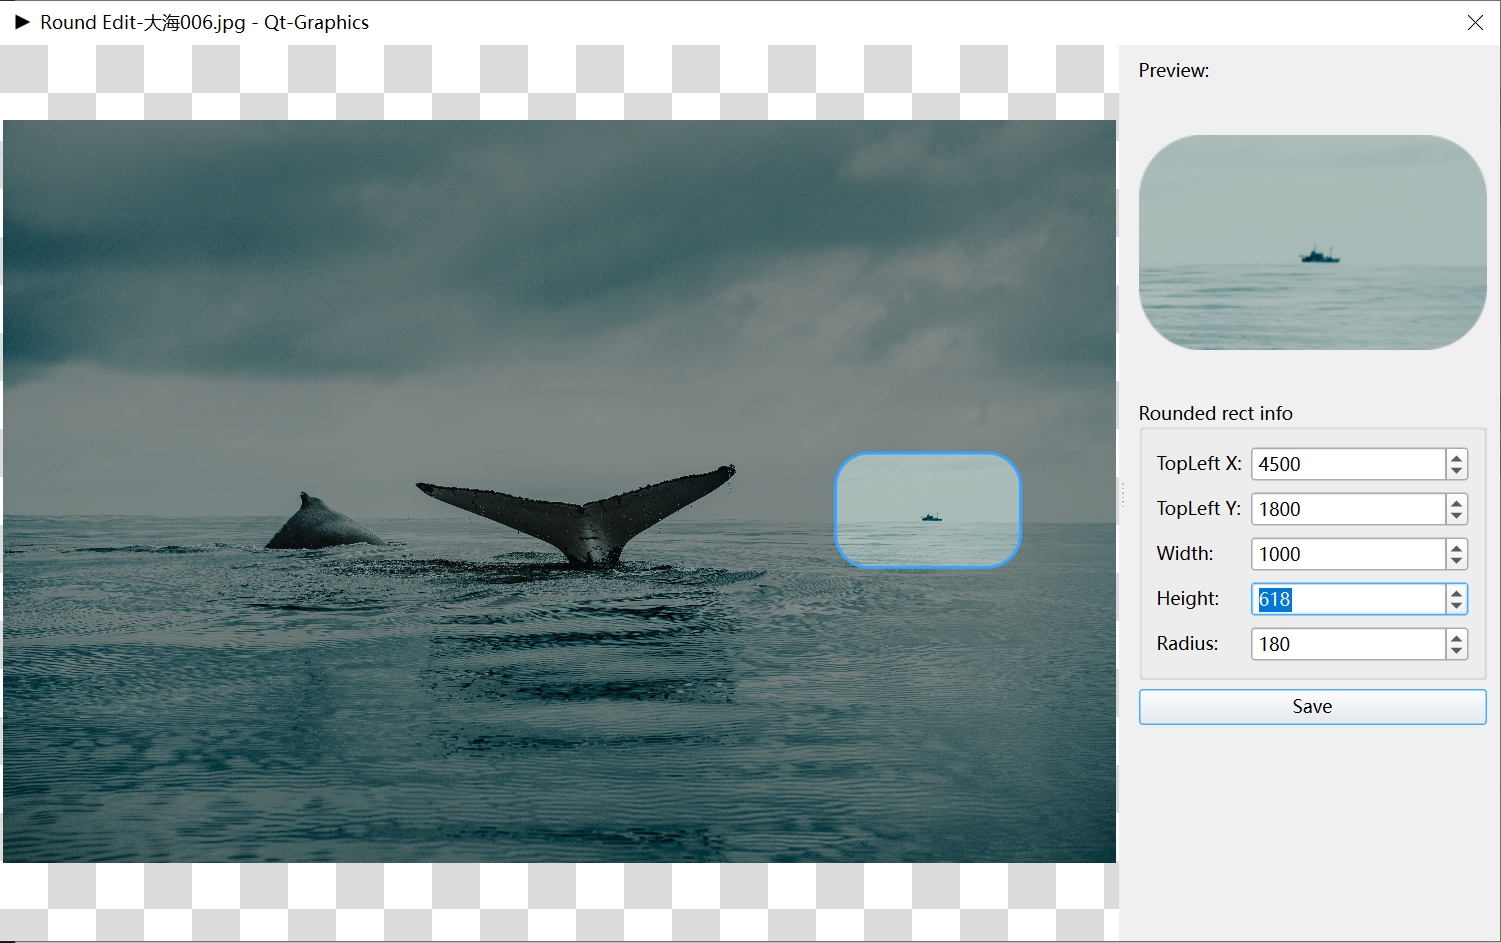 Round Edit-大海006.jpg - Qt-Graphics
Preview:
Rounded rect info
TopLeft X: 4500
TopLeft Y: 1800
Width: 1000
Height: 618
Radius: 180
Save